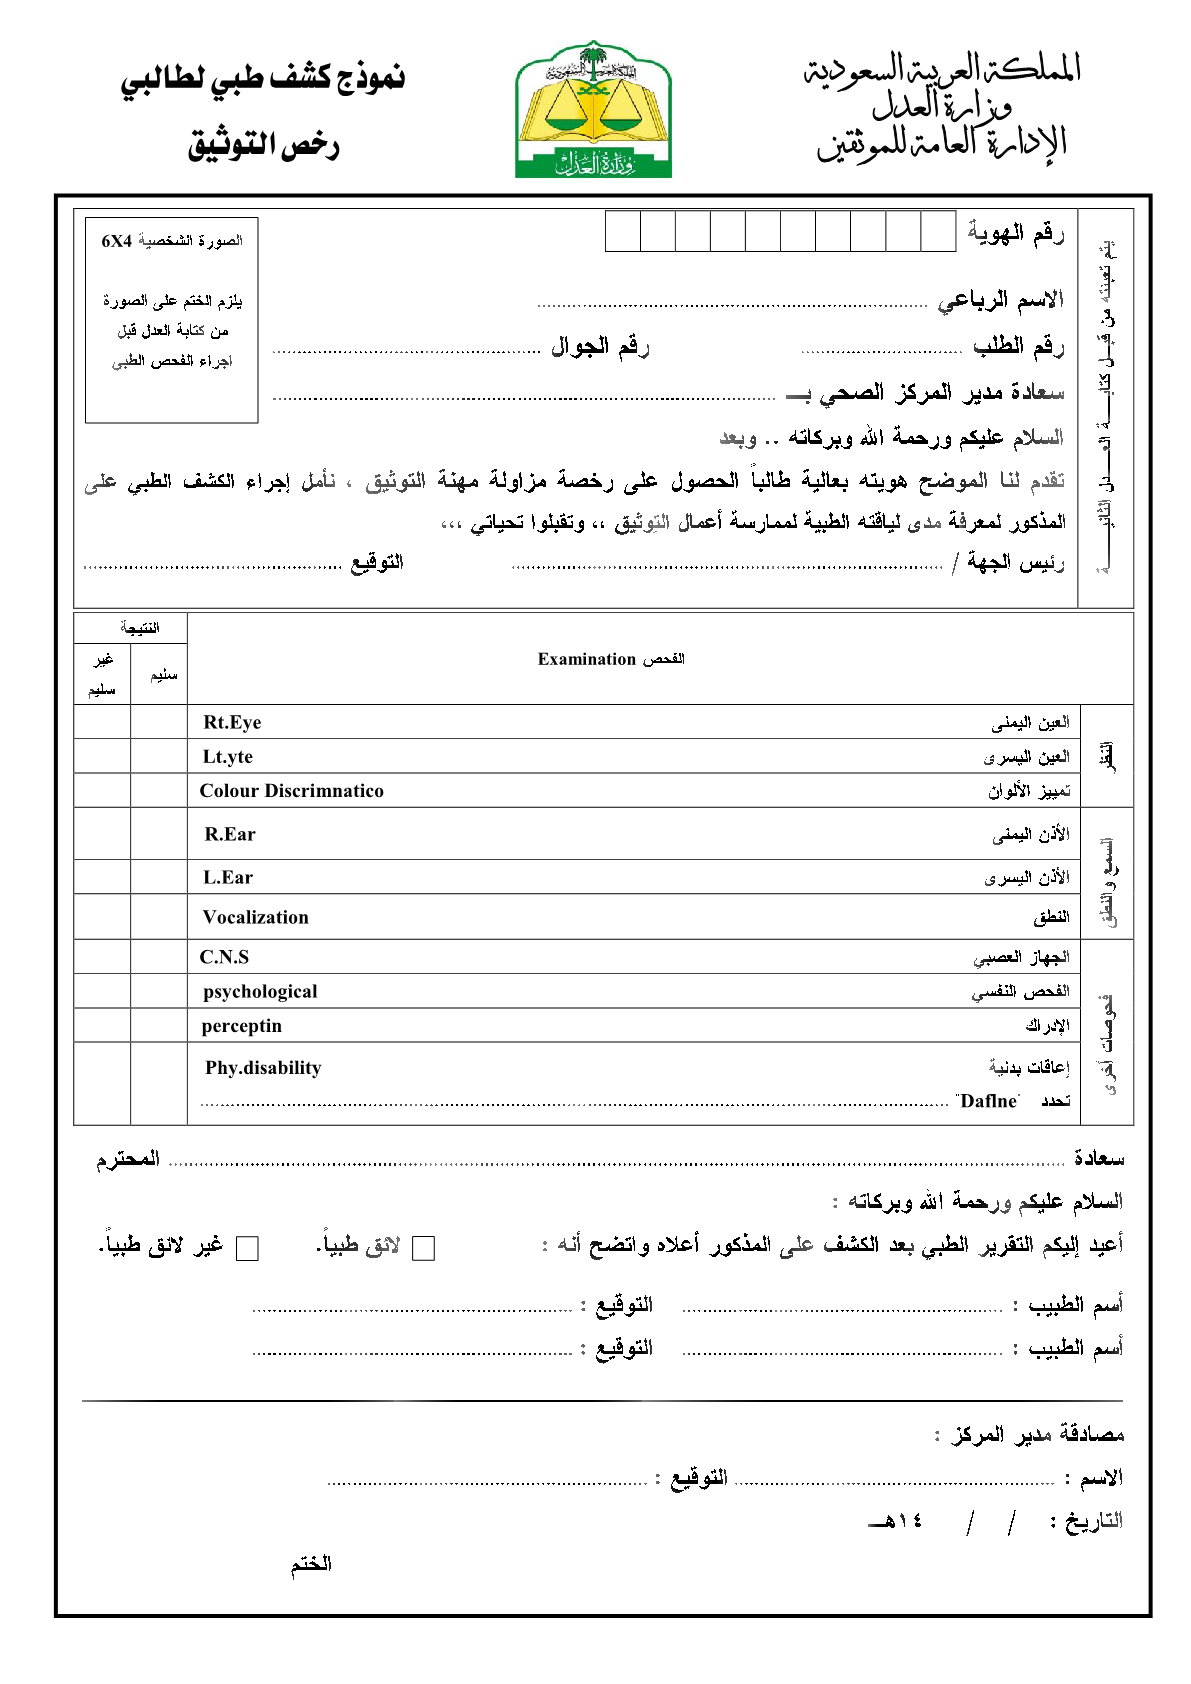 المملكة العربية السعودية
وزارة العدل
الإدارة العامة للموثقين
المملكة العربية السعودية
وزارة العدل
نموذج كشف طبي لطالبي
رخص التوثيق
يتم تعبئته من قبل كتابة العدل الثانية
رقم الهوية
الصورة الشخصية 6X4
يلزم الختم على الصورة
من كتابة العدل قبل
اجراء الفحص الطبي
الاسم الرباعي ........................................
رقم الطلب .............................. رقم الجوال ........................................
سعادة مدير المركز الصحي بـــ ........................................
السلام عليكم ورحمة الله وبركاته .. وبعد
تقدم لنا الموضح هويته بعالية طالباً الحصول على رخصة مزاولة مهنة التوثيق ، نأمل إجراء الكشف الطبي على
المذكور لمعرفة مدى لياقته الطبية لممارسة أعمال التوثيق ،، وتقبلوا تحياتي ،،،
رئيس الجهة / ........................................ التوقيع ........................................
الفحص Examination
النتيجة
سليم
غير
سليم
النظر
العين اليمنى Rt.Eye
العين اليسرى Lt.yte
تمييز الألوان Colour Discrimnatico
السمع والنطق
الأذن اليمنى R.Ear
الأذن اليسرى L.Ear
النطق Vocalization
فحوصات أخرى
الجهاز العصبي C.N.S
الفحص النفسي psychological
الإدراك perceptin
إعاقات بدنية Phy.disability
تحدد "Daflne" ........................................
سعادة ........................................ المحترم
السلام عليكم ورحمة الله وبركاته :
أعيد إليكم التقرير الطبي بعد الكشف على المذكور أعلاه واتضح أنه : □ لائق طبياً. □ غير لائق طبياً.
أسم الطبيب : ........................................ التوقيع : ........................................
أسم الطبيب : ........................................ التوقيع : ........................................
مصادقة مدير المركز :
الاسم : ........................................ التوقيع : ........................................
التاريخ : / / ١٤هـــ
الختم